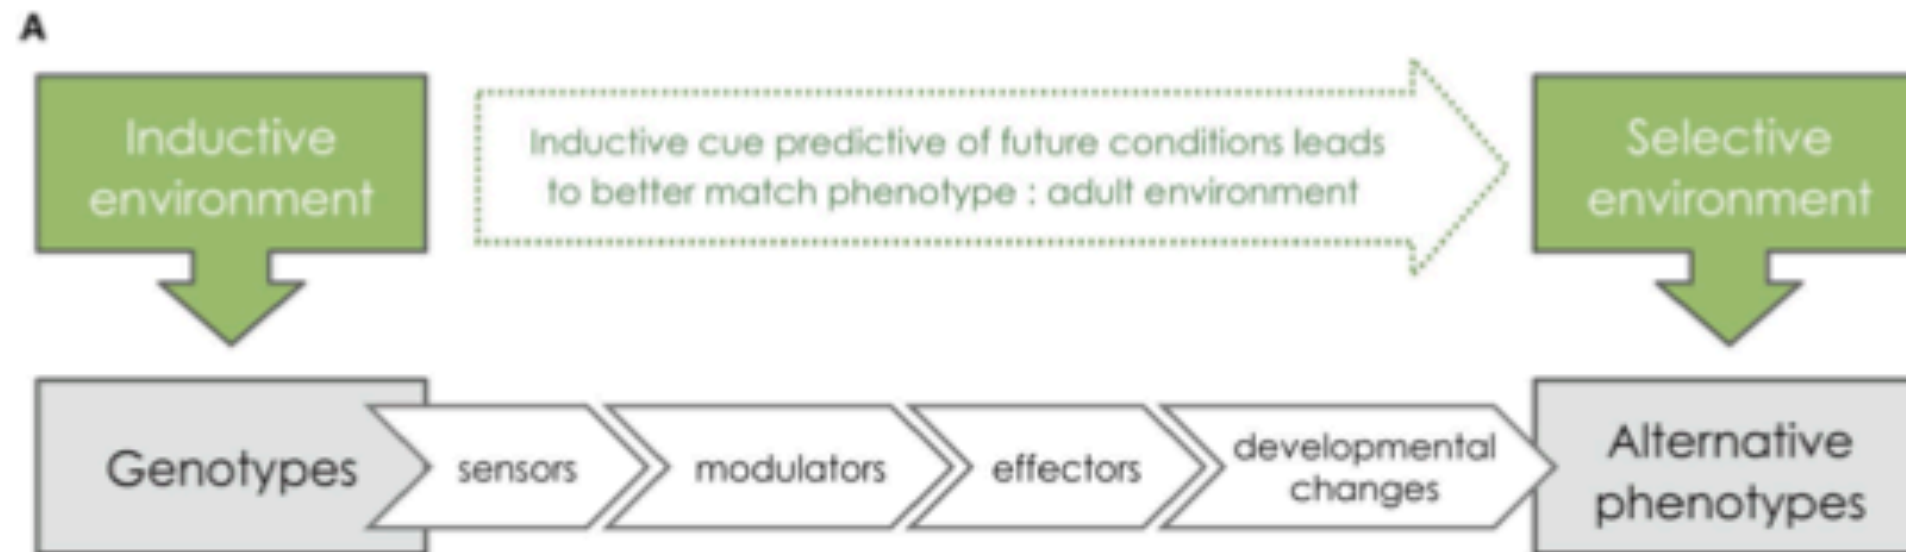 A
Inductive
environment
Inductive cue predictive of future conditions leads
to better match phenotype : adult environment
Selective
environment
Genotypes
sensors
modulators
effectors
developmental
changes
Alternative
phenotypes